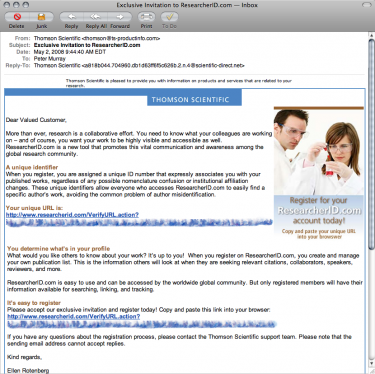 Exclusive Invitation to ResearcherID.com — Inbox
Delete Junk Reply Reply All Forward Print To Do
From: Thomson Scientific <thomson@ts-productinfo.com>
Subject: Exclusive Invitation to ResearcherID.com
Date: May 2, 2008 9:44:40 AM EDT
To: Peter Murray
Reply-To: Thomson Scientific
Thomson Scientific is pleased to provide you with information on products and services that are related to your
research.
THOMSON SCIENTIFIC
Dear Valued Customer,
More than ever, research is a collaborative effort. You need to know what your colleagues are working
on – and of course, you want your work to be highly visible and accessible as well.
ResearcherID.com is a new tool that promotes this vital communication and awareness among the
global research community.
A unique identifier
When you register, you are assigned a unique ID number that expressly associates you with your
published works, regardless of any possible nomenclature confusion or institutional affiliation
changes. These unique identifiers allow everyone who accesses ResearcherID.com to easily find a
specific author's work, avoiding the common problem of author misidentification.
Your unique URL is:
http://www.researcherid.com/VerifyURL.action?
Register for your
ResearcherID.com
account today!
Copy and paste your unique URL
into your browswer
You determine what's in your profile
What would you like others to know about your work? It's up to you! When you register on ResearcherID.com, you create and manage
your own publication list. This is the information others will look at when they are seeking relevant citations, collaborators, speakers,
reviewers, and more.
ResearcherID.com is easy to use and can be accessed by the worldwide global community. But only registered members will have their
information available for searching, linking, and tracking.
It's easy to register
Please accept our exclusive invitation and register today! Copy and paste this link into your browser:
http://www.researcherid.com/VerifyURL.action?
If you have any questions about the registration process, please contact the Thomson Scientific support team. Please note that the
sending email address cannot accept replies.
Kind regards,
Ellen Rotenberg